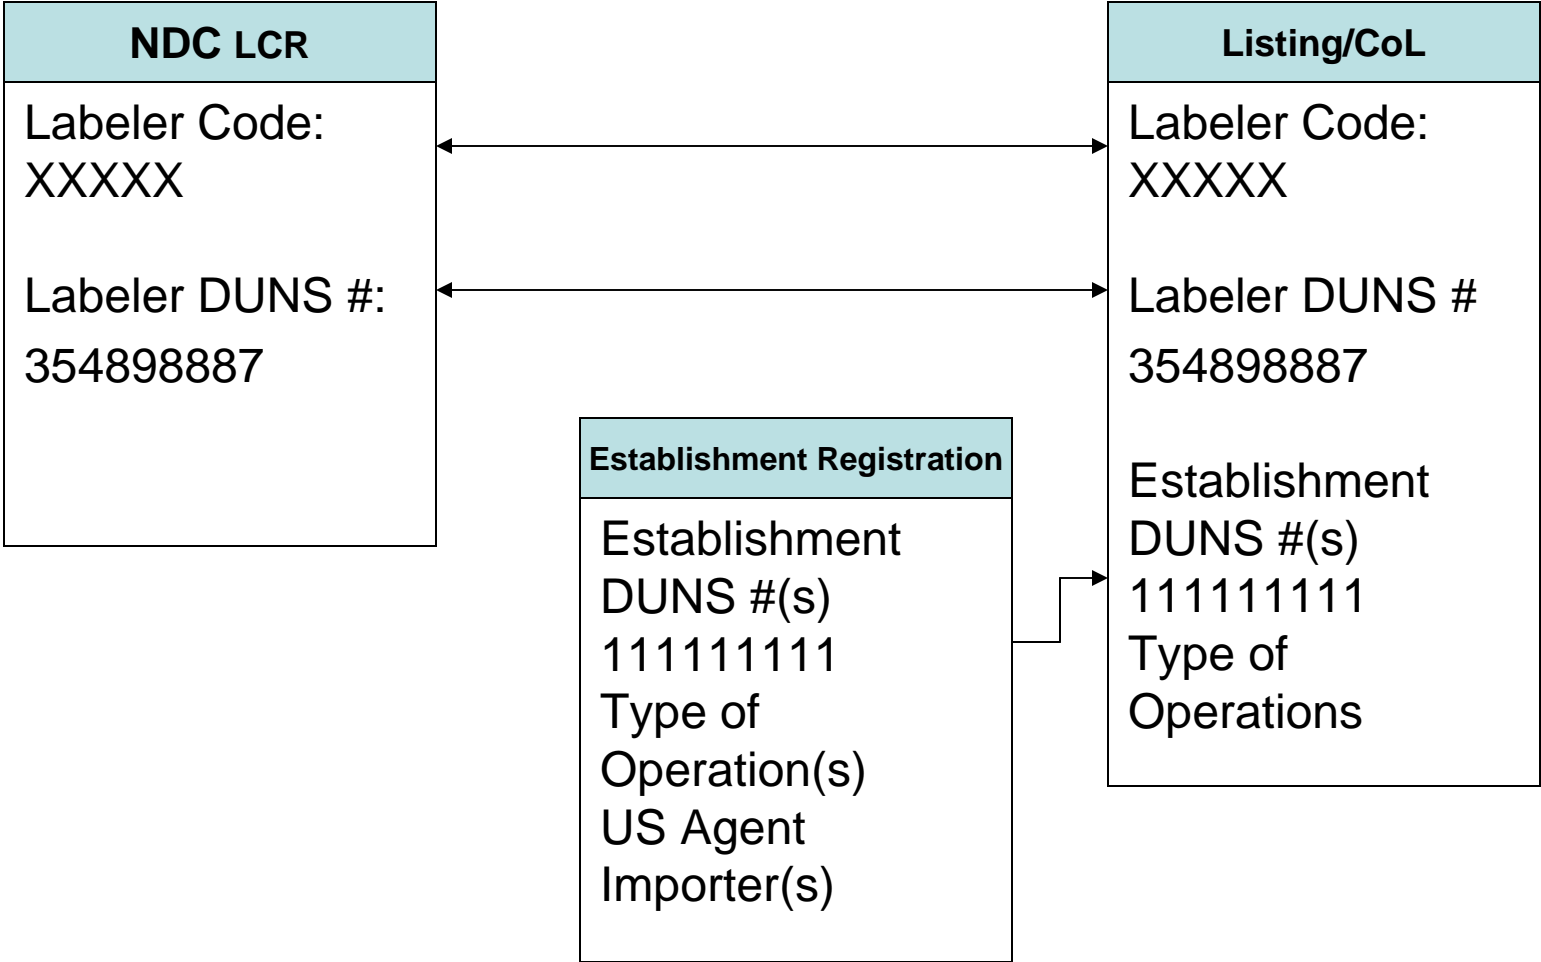 NDC LCR
Labeler Code:
XXXXX
Labeler DUNS #:
354898887
Listing/CoL
Labeler Code:
XXXXX
Labeler DUNS #
354898887
Establishment
DUNS #(s)
111111111
Type of
Operations
Establishment Registration
Establishment
DUNS #(s)
111111111
Type of
Operation(s)
US Agent
Importer(s)